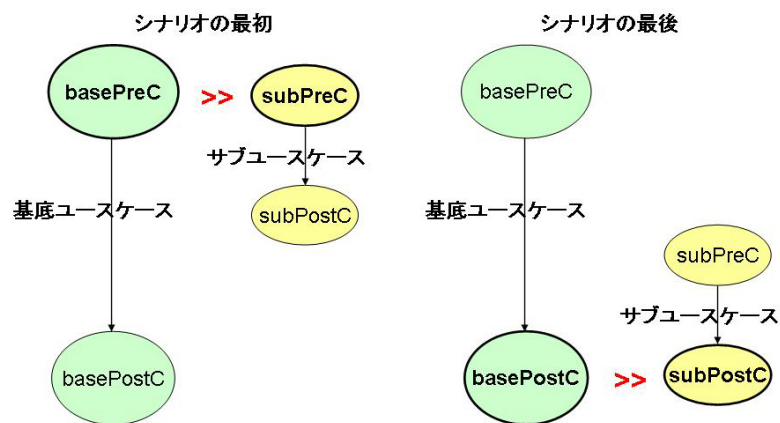 シナリオの最初
basePreC
>>
subPreC
サブユースケース
基底ユースケース
subPostC
basePostC
シナリオの最後
basePreC
基底ユースケース
subPreC
サブユースケース
basePostC
>>
subPostC